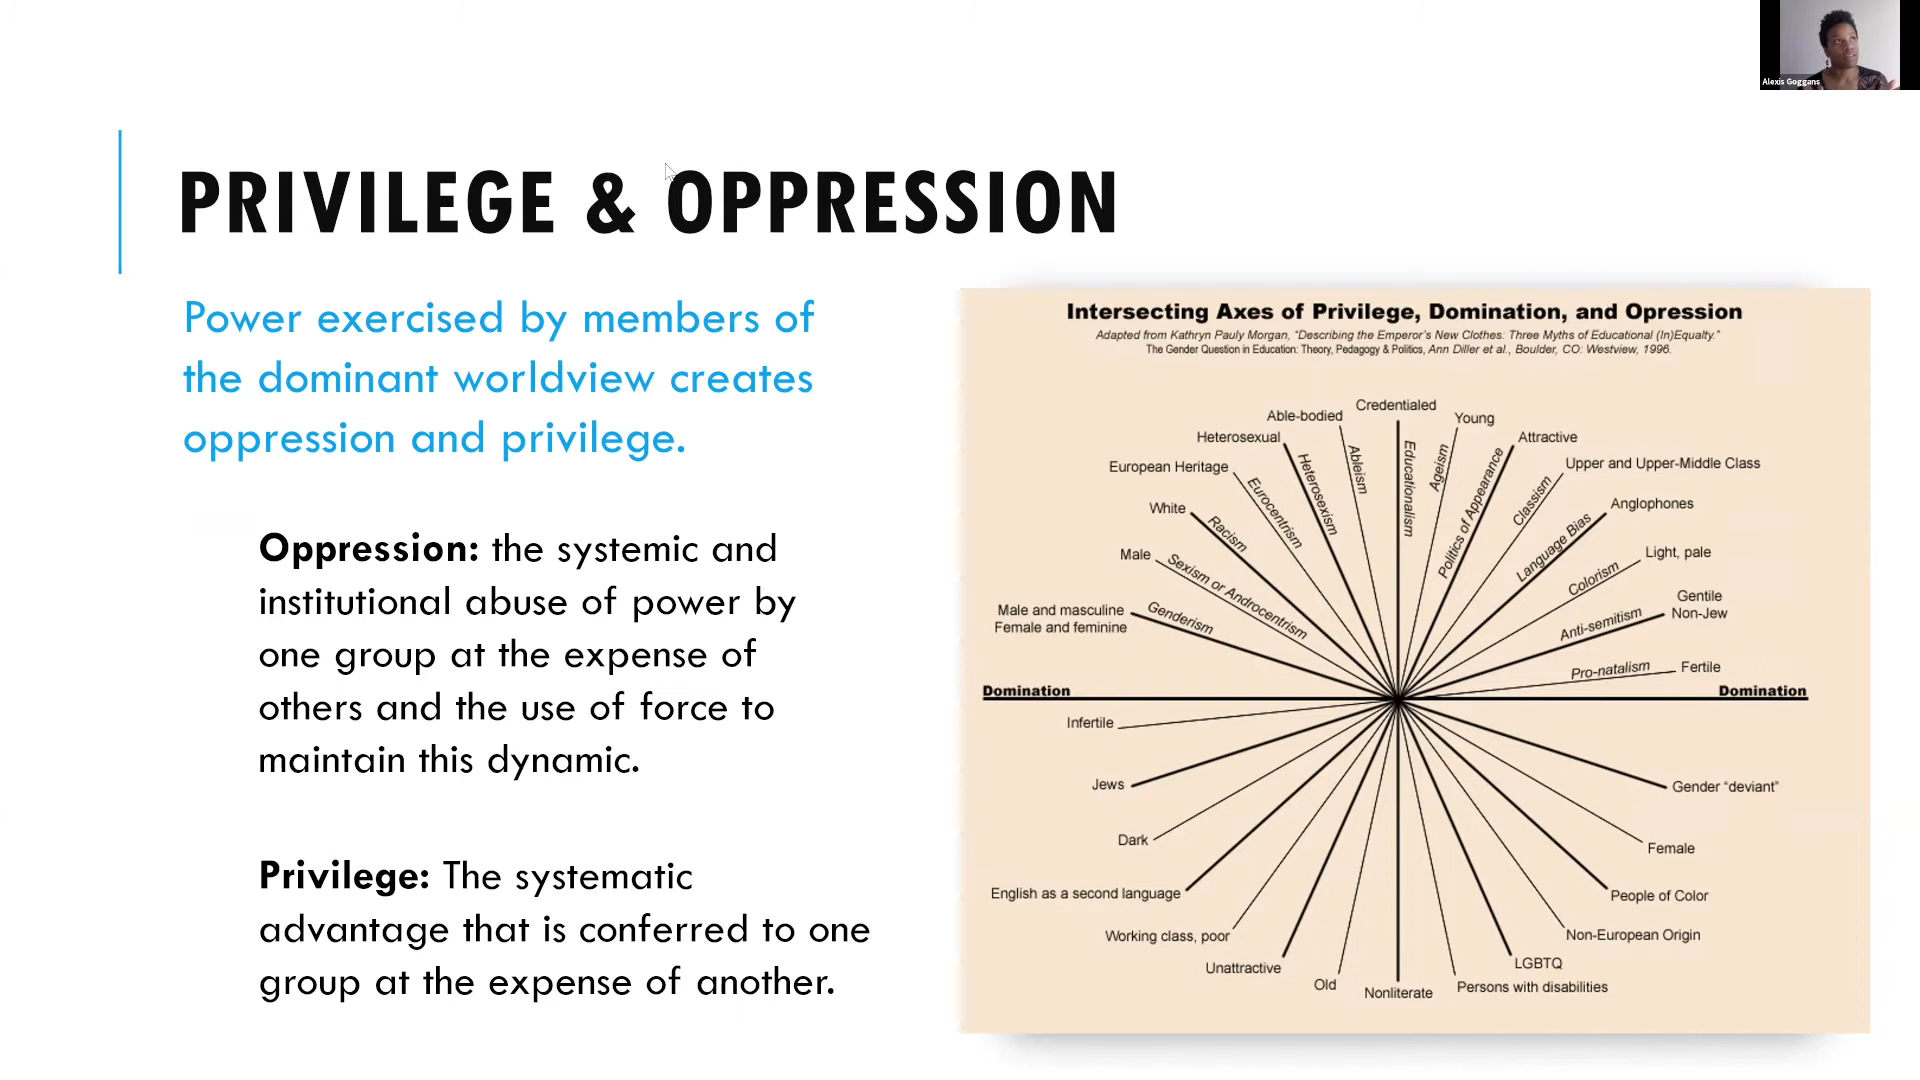 Alexis Goggans
PRIVILEGE & OPPRESSION
Power exercised by members of
the dominant worldview creates
oppression and privilege.
Oppression: the systemic and
institutional abuse of power by
one group at the expense of
others and the use of force to
maintain this dynamic.
Privilege: The systematic
advantage that is conferred to one
group at the expense of another.
Intersecting Axes of Privilege, Domination, and Opression
Adapted from Kathryn Pauly Morgan, “Describing the Emperor’s New Clothes: Three Myths of Educational (In)Equalty.”
The Gender Question in Education: Theory, Pedagogy & Politics, Ann Diller et al., Boulder, CO: Westview, 1996.
Credentialed
Able-bodied
Young
Heterosexual
Attractive
European Heritage
Upper and Upper-Middle Class
White
Anglophones
Male
Light, pale
Male and masculine
Female and feminine
Gentile
Non-Jew
Fertile
Genderism
Sexism or Androcentrism
Racism
Eurocentrism
Heterosexism
Ableism
Educationalism
Ageism
Politics of Appearance
Classism
Language Bias
Colorism
Anti-semitism
Pro-natalism
Domination
Domination
Infertile
Jews
Gender “deviant”
Dark
Female
English as a second language
People of Color
Working class, poor
Non-European Origin
Unattractive
LGBTQ
Old
Nonliterate
Persons with disabilities